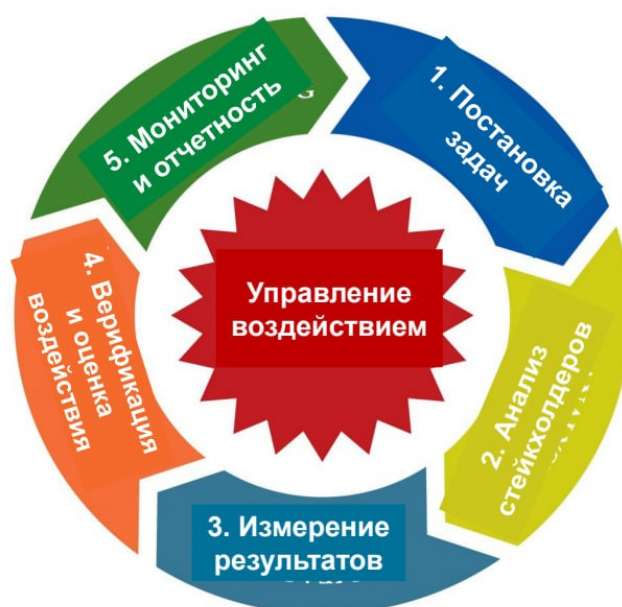 1. Постановка
задач
2. Анализ
стейкхолдеров
3. Измерение
результатов
4. Верификация
и оценка
воздействия
5. Мониторинг
и отчетность
Управление
воздействием